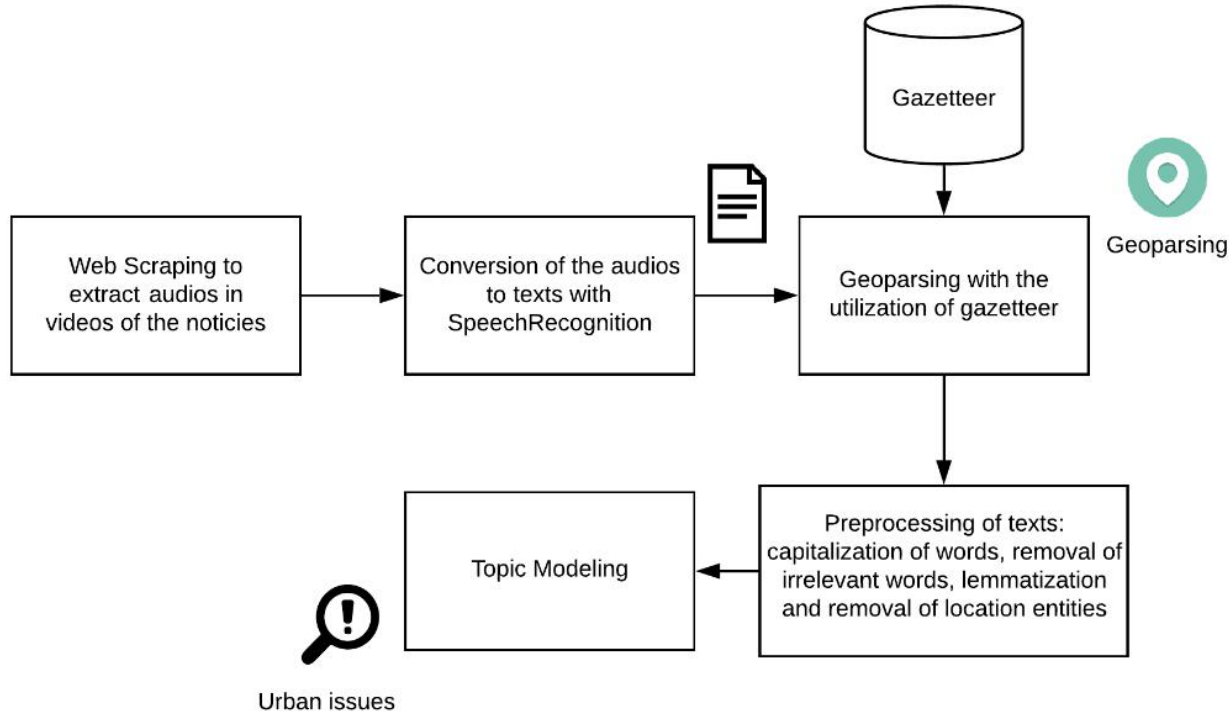 Gazetteer
Geoparsing
Web Scraping to
extract audios in
videos of the noticies
Conversion of the audios
to texts with
SpeechRecognition
Geoparsing with the
utilization of gazetteer
Preprocessing of texts:
capitalization of words, removal of
irrelevant words, lemmatization
and removal of location entities
Topic Modeling
Urban issues